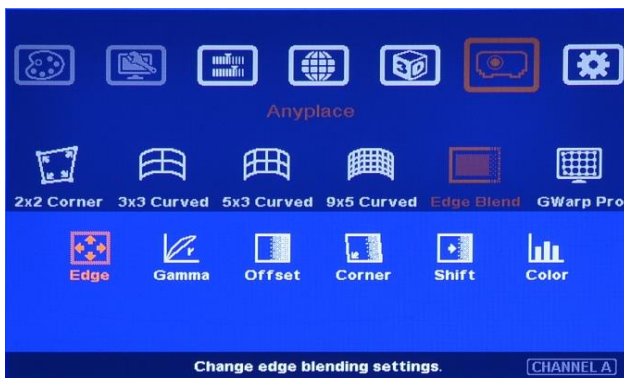 3D
Anyplace
2x2 Corner 3x3 Curved 5x3 Curved 9x5 Curved Edge Blend GWarp Pro
r
Edge Gamma Offset Corner Shift Color
Change edge blending settings. CHANNEL A